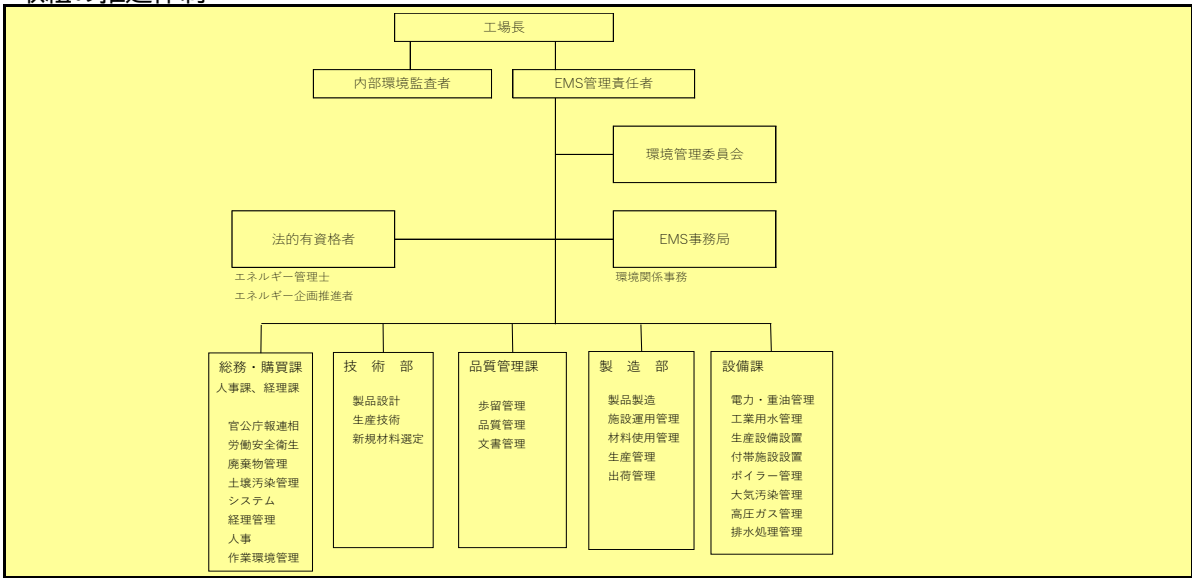 工場長
内部環境監査者
EMS管理責任者
環境管理委員会
法的有資格者
EMS事務局
エネルギー管理士
エネルギー企画推進者
環境関係事務
総務・購買課
人事課、経理課
官公庁報連相
労働安全衛生
廃棄物管理
土壌汚染管理
システム
経理管理
人事
作業環境管理
技 術 部
製品設計
生産技術
新規材料選定
品質管理課
歩留管理
品質管理
文書管理
製 造 部
製品製造
施設運用管理
材料使用管理
生産管理
出荷管理
設備課
電力・重油管理
工業用水管理
生産設備設置
付帯施設設置
ボイラー管理
大気汚染管理
高圧ガス管理
排水処理管理